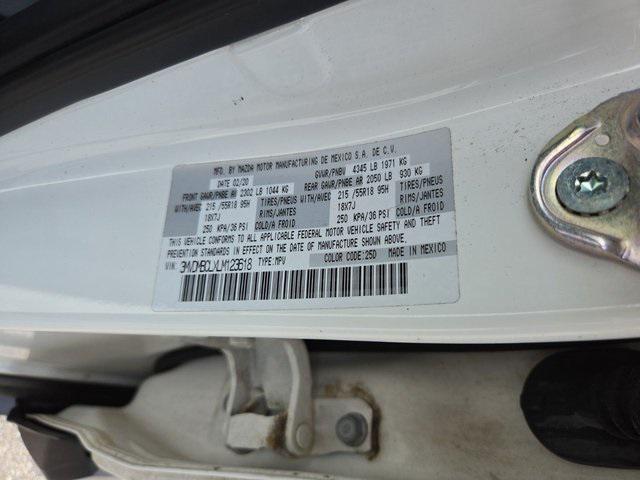 MFD. BY MAZDA MOTOR MANUFACTURING DE MEXICO S.A. DE C.V.
DATE 02/20 GVWR/PNBV 4345 LB 1971 KG
FRONT GAWR/PNBE AV 2302 LB 1044 KG REAR GAWR/PNBE AR 2050 LB 930 KG
WITH/AVEC 215 /55R18 95H TIRES/PNEUS WITH/AVEC 215 /55R18 95H TIRES/PNEUS
18X7J RIMS/JANTES 18X7J RIMS/JANTES
250 KPA/36 PSI COLD/A FROID 250 KPA/36 PSI COLD/A FROID
THIS VEHICLE CONFORMS TO ALL APPLICABLE FEDERAL MOTOR VEHICLE SAFETY AND THEFT
PREVENTION STANDARDS IN EFFECT ON THE DATE OF MANUFACTURE SHOWN ABOVE.
VIN: 3MVDMBCLXLM123618 TYPE:MPV COLOR CODE:25D MADE IN MEXICO